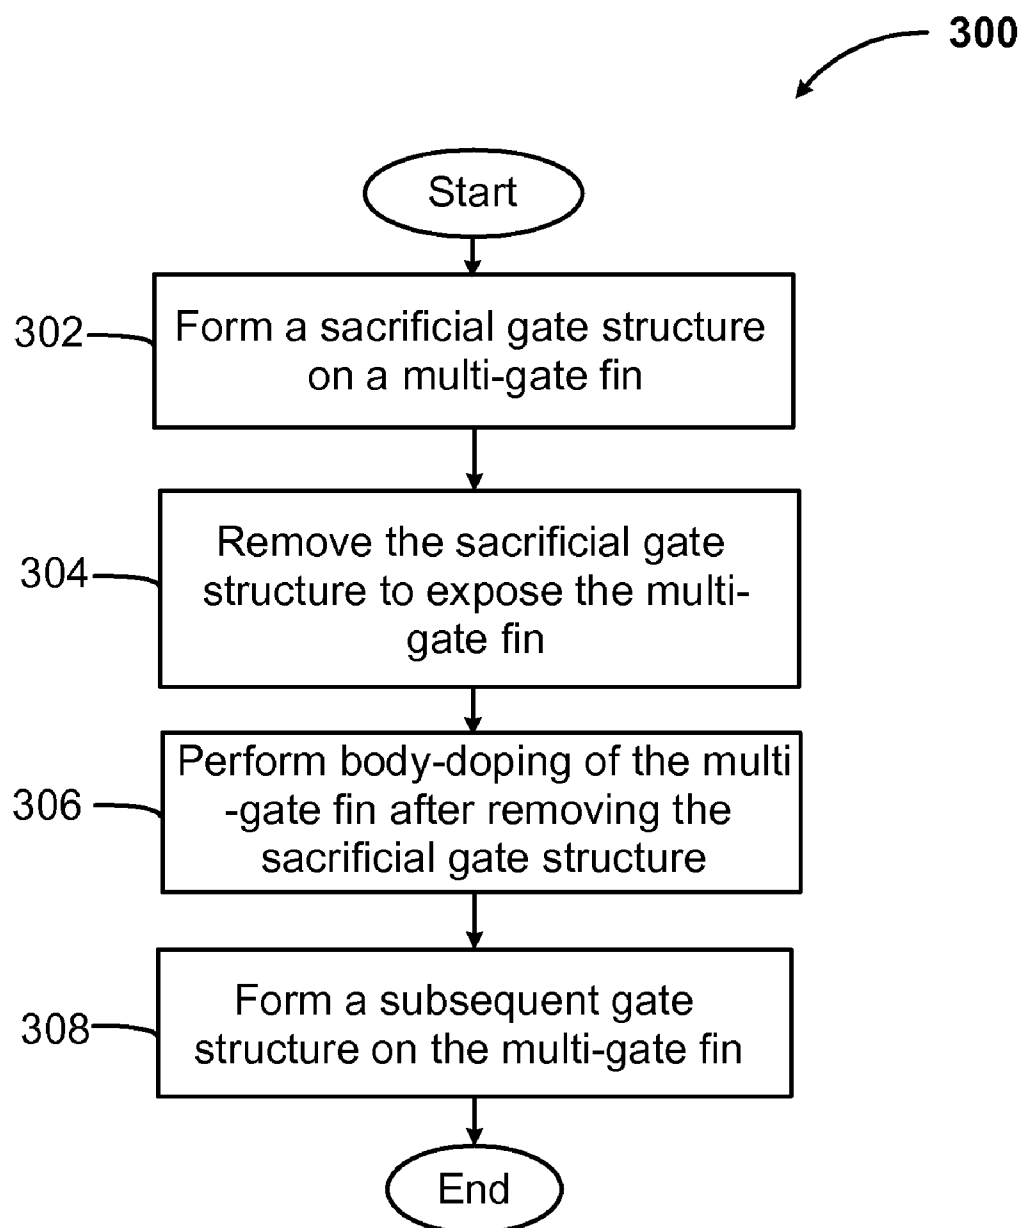 300
Start
302
Form a sacrificial gate structure
on a multi-gate fin
304
Remove the sacrificial gate
structure to expose the multi-
gate fin
306
Perform body-doping of the multi
-gate fin after removing the
sacrificial gate structure
308
Form a subsequent gate
structure on the multi-gate fin
End